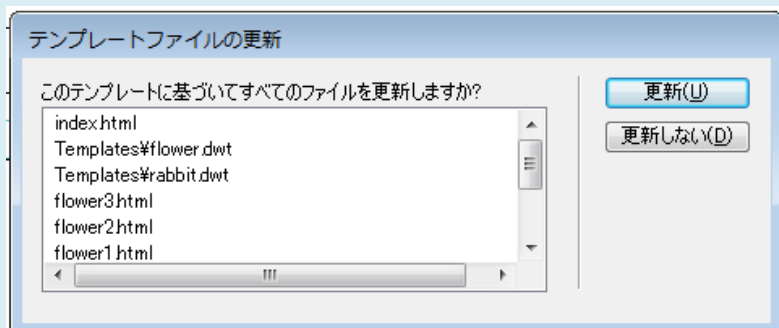 テンプレートファイルの更新
このテンプレートに基づいてすべてのファイルを更新しますか?
更新(U)
更新しない(D)
index.html
Templates¥flower.dwt
Templates¥rabbit.dwt
flower3.html
flower2.html
flower1.html